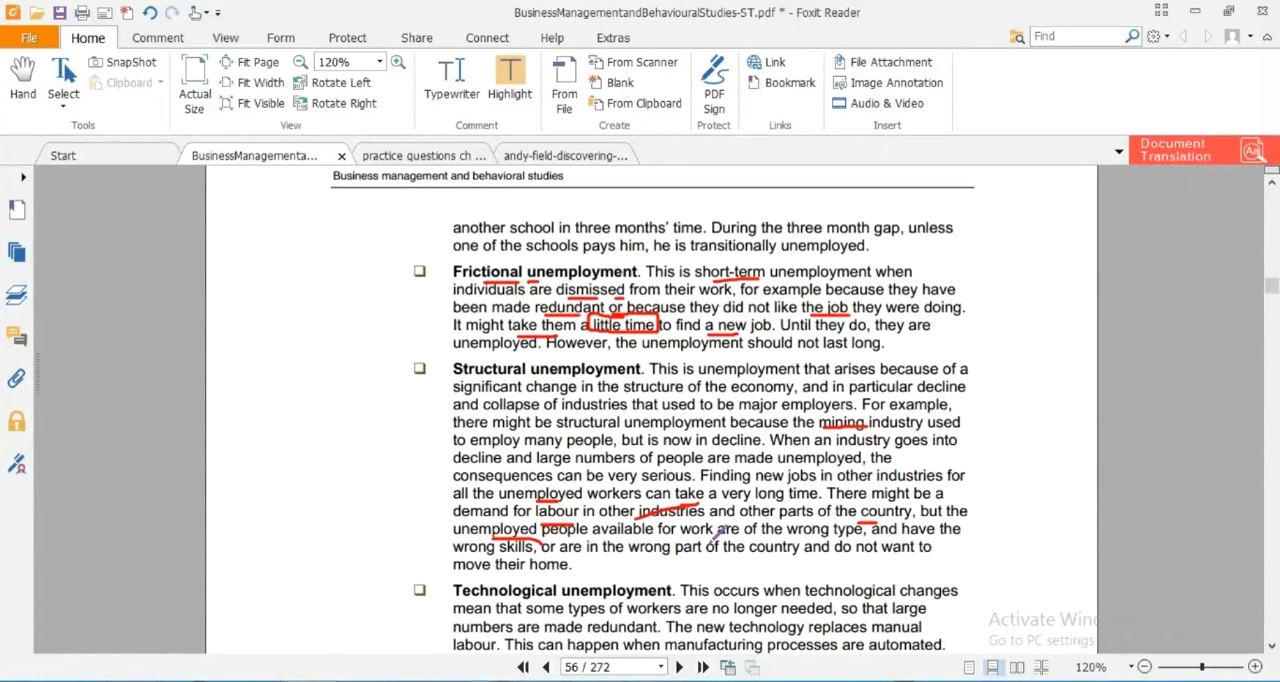 BusinessManagementandBehaviouralStudies-ST.pdf * - Foxit Reader
File Home Comment View Form Protect Share Connect Help Extras Find
SnapShot Fit Page 120% From Scanner Link File Attachment
Clipboard Fit Width Rotate Left Blank Bookmark Image Annotation
Hand Select Actual Size Fit Visible Rotate Right Typewriter Highlight From File From Clipboard PDF Sign Audio & Video
Tools View Comment Create Protect Links Insert
Start BusinessManagementa... x practice questions ch ... andy-field-discovering-... Document Translation
Business management and behavioral studies
another school in three months’ time. During the three month gap, unless
one of the schools pays him, he is transitionally unemployed.
Frictional unemployment. This is short-term unemployment when
individuals are dismissed from their work, for example because they have
been made redundant or because they did not like the job they were doing.
It might take them a little time to find a new job. Until they do, they are
unemployed. However, the unemployment should not last long.
Structural unemployment. This is unemployment that arises because of a
significant change in the structure of the economy, and in particular decline
and collapse of industries that used to be major employers. For example,
there might be structural unemployment because the mining industry used
to employ many people, but is now in decline. When an industry goes into
decline and large numbers of people are made unemployed, the
consequences can be very serious. Finding new jobs in other industries for
all the unemployed workers can take a very long time. There might be a
demand for labour in other industries and other parts of the country, but the
unemployed people available for work are of the wrong type, and have the
wrong skills, or are in the wrong part of the country and do not want to
move their home.
Technological unemployment. This occurs when technological changes
mean that some types of workers are no longer needed, so that large
numbers are made redundant. The new technology replaces manual
labour. This can happen when manufacturing processes are automated.
Activate Win
Go to PC settings
56 / 272 120%